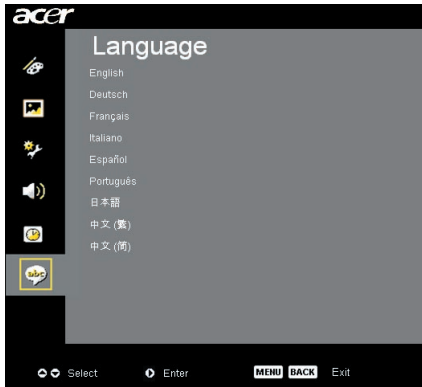 acer
Language
English
Deutsch
Français
Italiano
Español
Português
日本語
中文 (繁)
中文 (简)
abc
Select Enter MENU BACK Exit